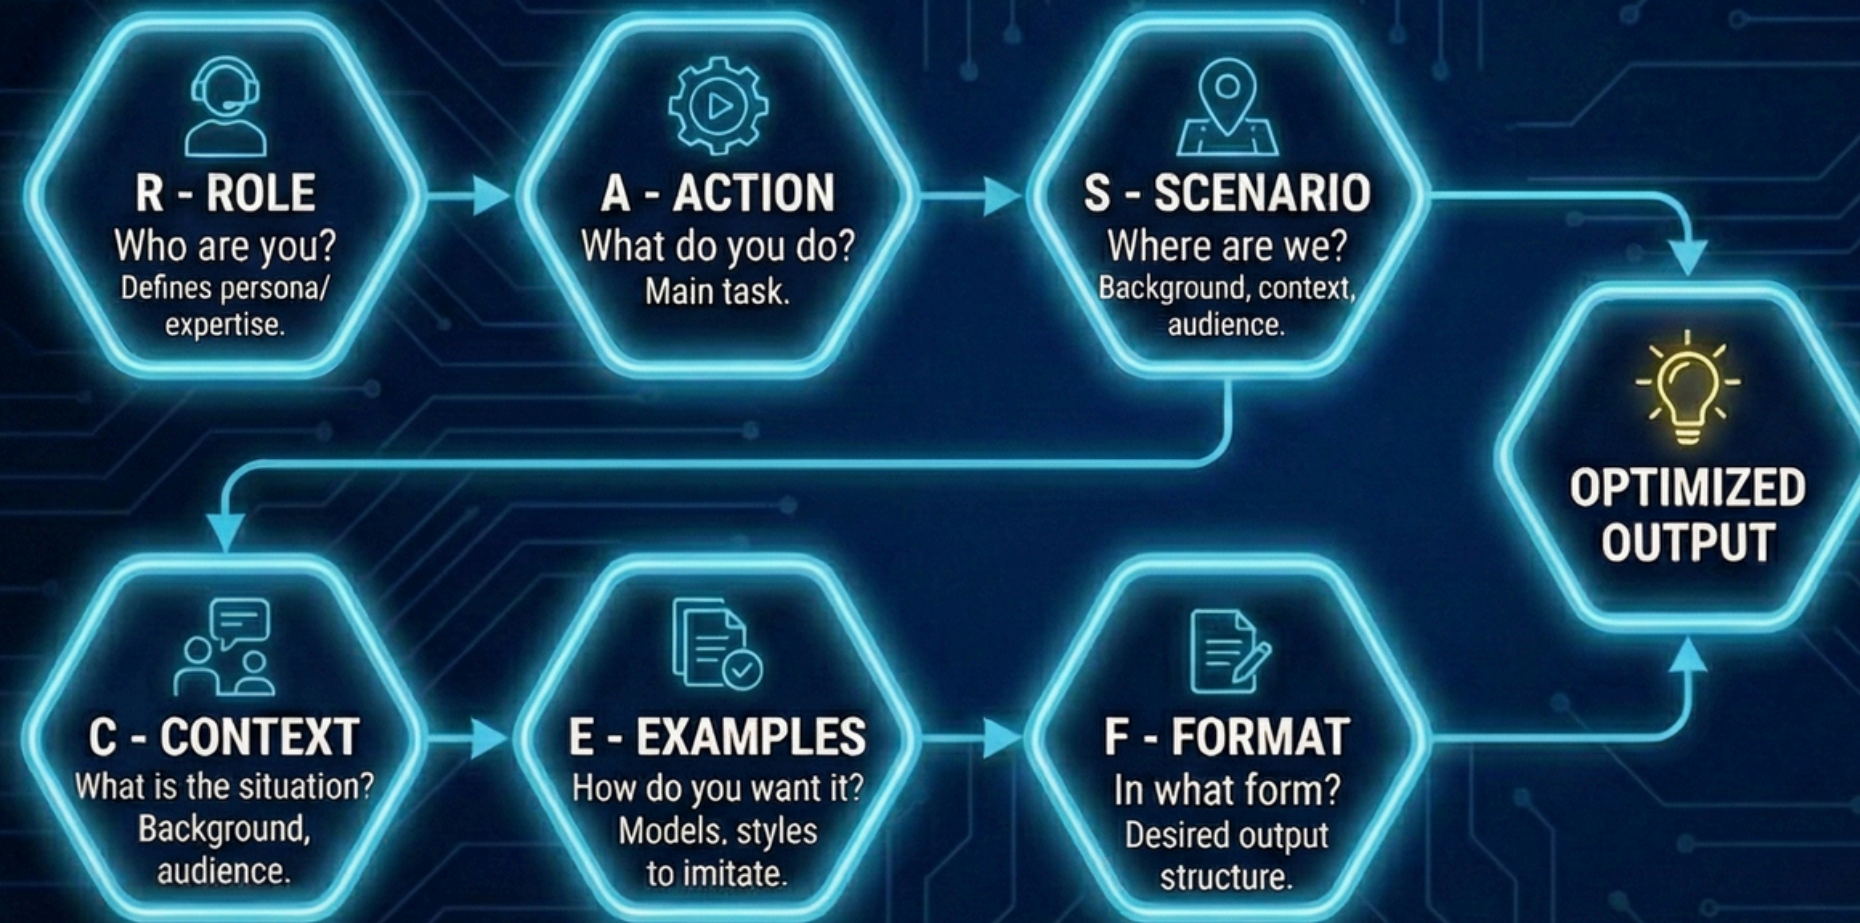 R - ROLE
Who are you?
Defines persona/
expertise.
A - ACTION
What do you do?
Main task.
S - SCENARIO
Where are we?
Background, context,
audience.
OPTIMIZED
OUTPUT
C - CONTEXT
What is the situation?
Background,
audience.
E - EXAMPLES
How do you want it?
Models. styles
to imitate.
F - FORMAT
In what form?
Desired output
structure.